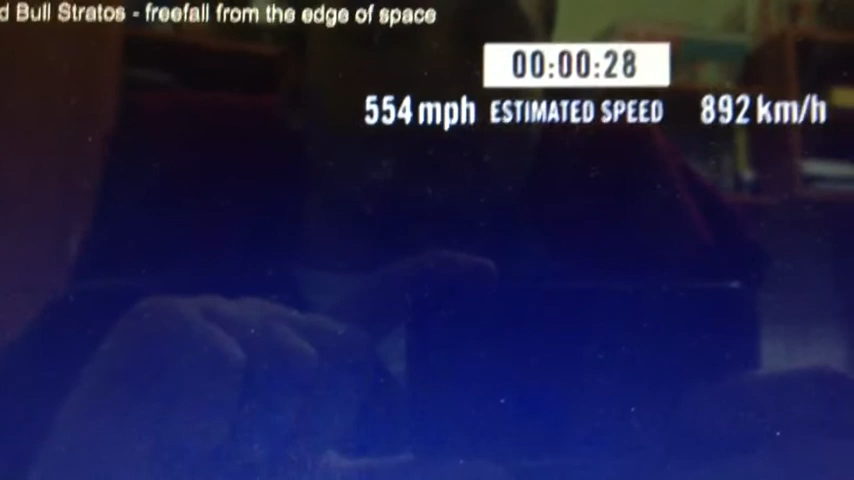 d Bull Stratos - freefall from the edge of space
00:00:28
554 mph ESTIMATED SPEED 892 km/h